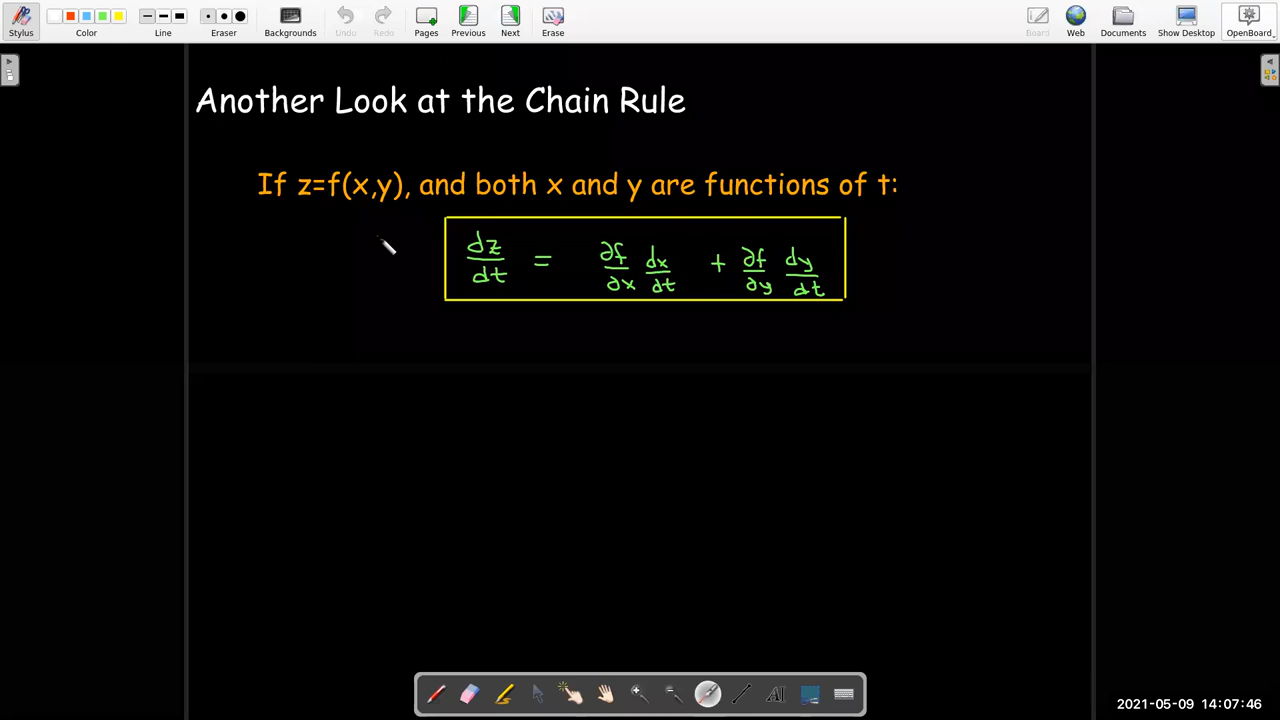 Stylus Color Line Eraser Backgrounds Undo Redo Pages Previous Next Erase Board Web Documents Show Desktop OpenBoard
Another Look at the Chain Rule
If z=f(x,y), and both x and y are functions of t:
dz/dt = ∂f/∂x dx/dt + ∂f/∂y dy/dt
AI
2021-05-09 14:07:46